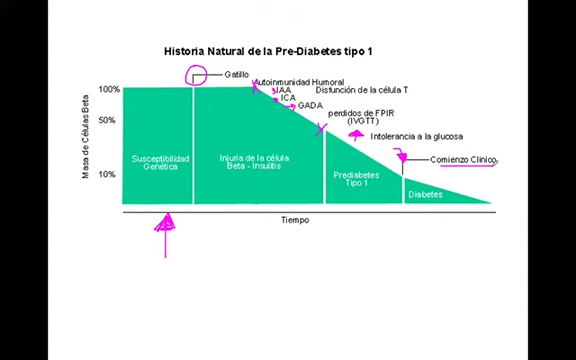 Historia Natural de la Pre-Diabetes tipo 1
Gatillo
Autoinmunidad Humoral
100%
IAA
Disfunción de la célula T
ICA
GADA
perdidos de FPIR
50%
(IVGTT)
Intolerancia a la glucosa
Masa de Células Beta
Comienzo Clinico
Susceptibilidad
Genética
Injuria de la célula
Beta - Insulitis
10%
Prediabetes
Tipo 1
Diabetes
Tiempo